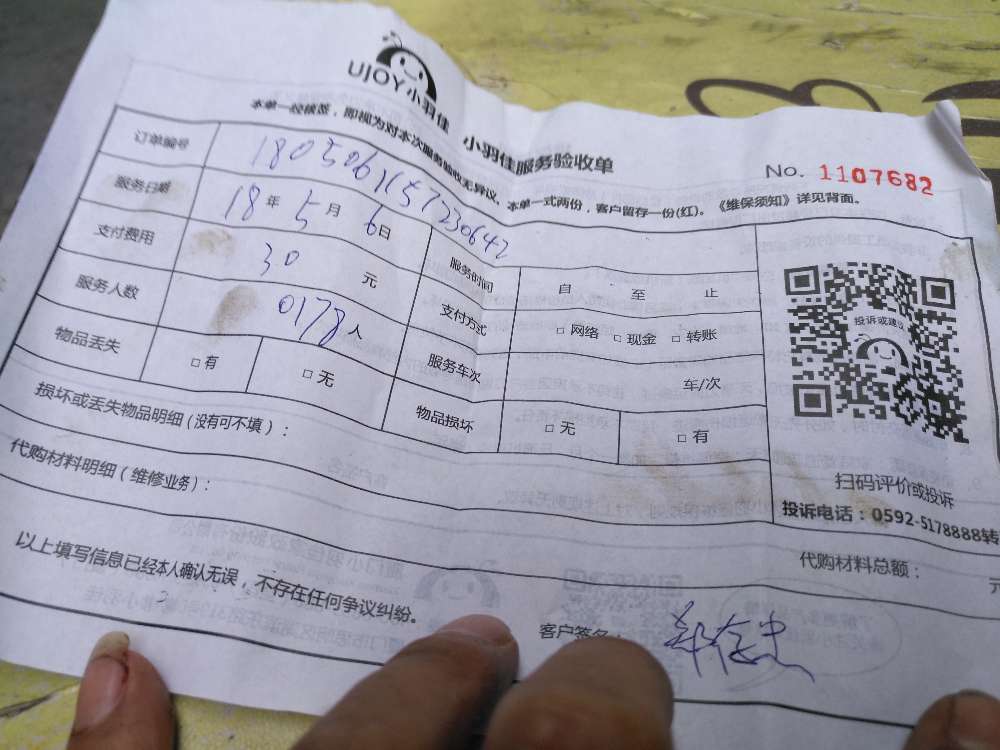 UJOY小羽佳
小羽佳服务验收单
No. 1107682
本单一经核签，即视为对本次服务验收无异议，本单一式两份，客户留存一份(红)。《维保须知》详见背面。
订单编号 1805061157230642
服务日期 18年 5月 6日 服务时间 自 至 止
支付费用 30 元 支付方式 □ 网络 □ 现金 □ 转账
服务人数 0178人 服务车次 车/次
物品丢失 □ 有 □ 无 物品损坏 □ 无 □ 有
投诉或建议
扫码评价或投诉
投诉电话：0592-5178888转
损坏或丢失物品明细（没有可不填）：
代购材料明细（维修业务）：
代购材料总额： 元
以上填写信息已经本人确认无误，不存在任何争议纠纷。
客户签名：